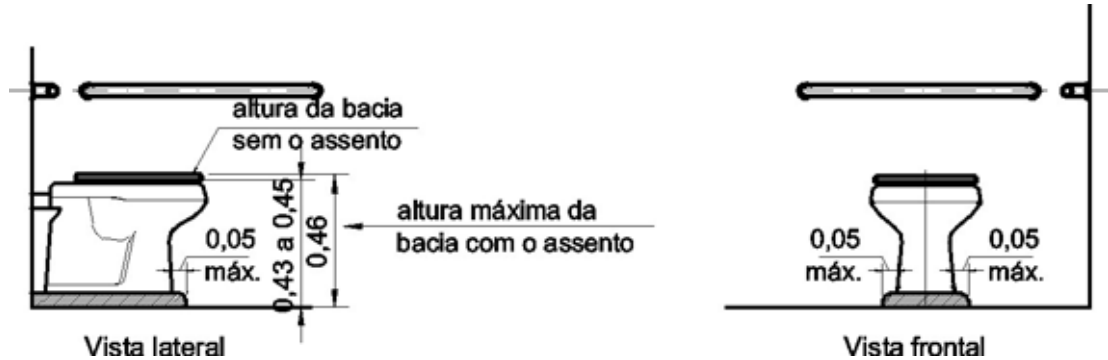 altura da bacia
sem o assento
0,43 a 0,45
0,46
altura máxima da
bacia com o assento
0,05
máx.
Vista lateral
0,05
máx.
0,05
máx.
Vista frontal